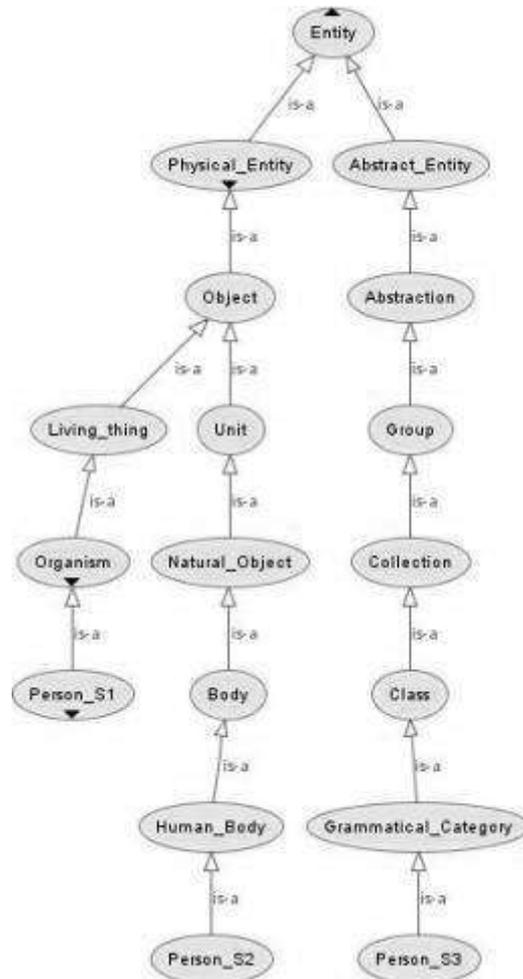 Entity
is-a is-a
Physical_Entity Abstract_Entity
is-a is-a
Object Abstraction
is-a is-a is-a
Living_thing Unit Group
is-a is-a is-a
Organism Natural_Object Collection
is-a is-a is-a
Person_S1 Body Class
is-a is-a
Human_Body Grammatical_Category
is-a is-a
Person_S2 Person_S3